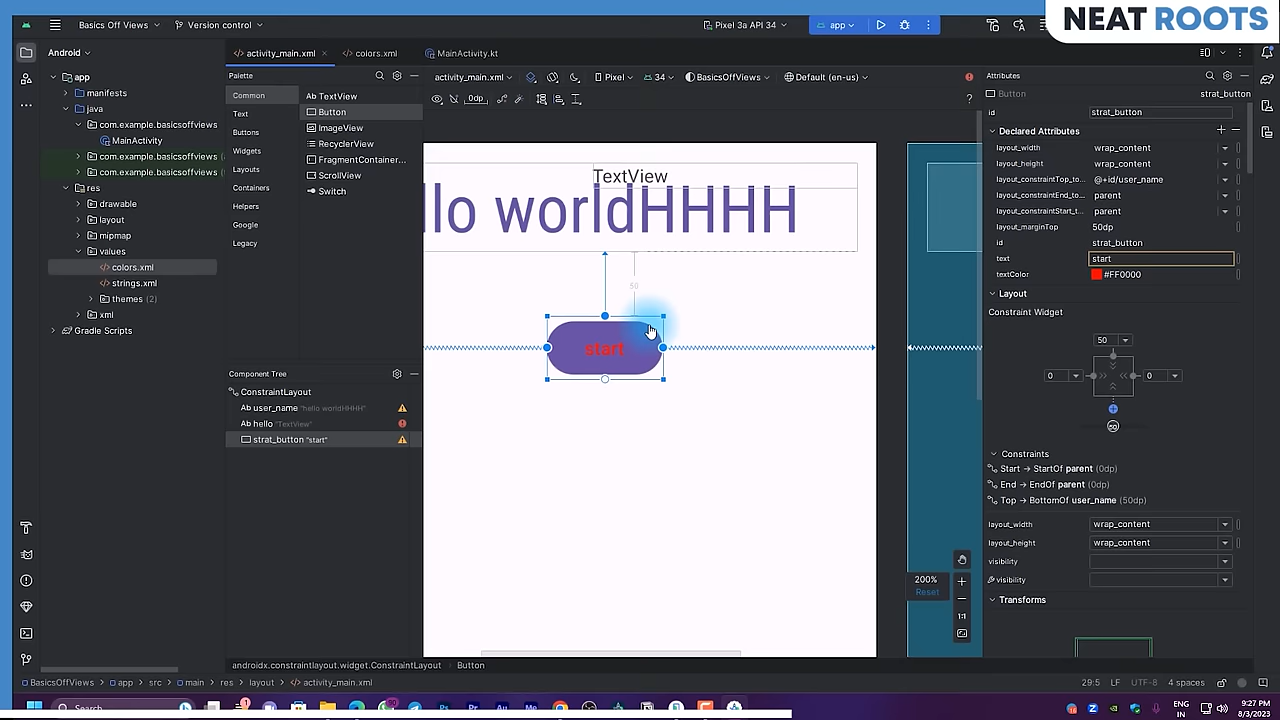 NEAT ROOTS
Basics Off Views
Version control
Pixel 3a API 34
app
Android
activity_main.xml
colors.xml
MainActivity.kt
app
manifests
java
com.example.basicsoffviews
MainActivity
com.example.basicsoffviews
com.example.basicsoffviews
res
drawable
layout
mipmap
values
colors.xml
strings.xml
themes (2)
xml
Gradle Scripts
Palette
Common
Text
Buttons
Widgets
Layouts
Containers
Helpers
Google
Legacy
Ab TextView
Button
ImageView
RecyclerView
FragmentContainer...
ScrollView
Switch
Component Tree
ConstraintLayout
Ab user_name "hello worldHHHH"
Ab hello "TextView"
strat_button "start"
activity_main.xml
Pixel
34
BasicsOffViews
Default (en-us)
0dp
?
TextView
llo worldHHHH
50
start
200%
Reset
1:1
Attributes
Button
strat_button
id strat_button
Declared Attributes
layout_width wrap_content
layout_height wrap_content
layout_constraintTop_to... @+id/user_name
layout_constraintEnd_to... parent
layout_constraintStart_t... parent
layout_marginTop 50dp
id strat_button
text start
textColor #FF0000
Layout
Constraint Widget
50
0
0
50
Constraints
Start → StartOf parent (0dp)
End → EndOf parent (0dp)
Top → BottomOf user_name (50dp)
layout_width wrap_content
layout_height wrap_content
visibility
visibility
Transforms
androidx.constraintlayout.widget.ConstraintLayout
Button
BasicsOffViews
app
src
main
res
layout
activity_main.xml
29:5
LF
UTF-8
4 spaces
Search
ENG
IN
9:27 PM
8/3/2023